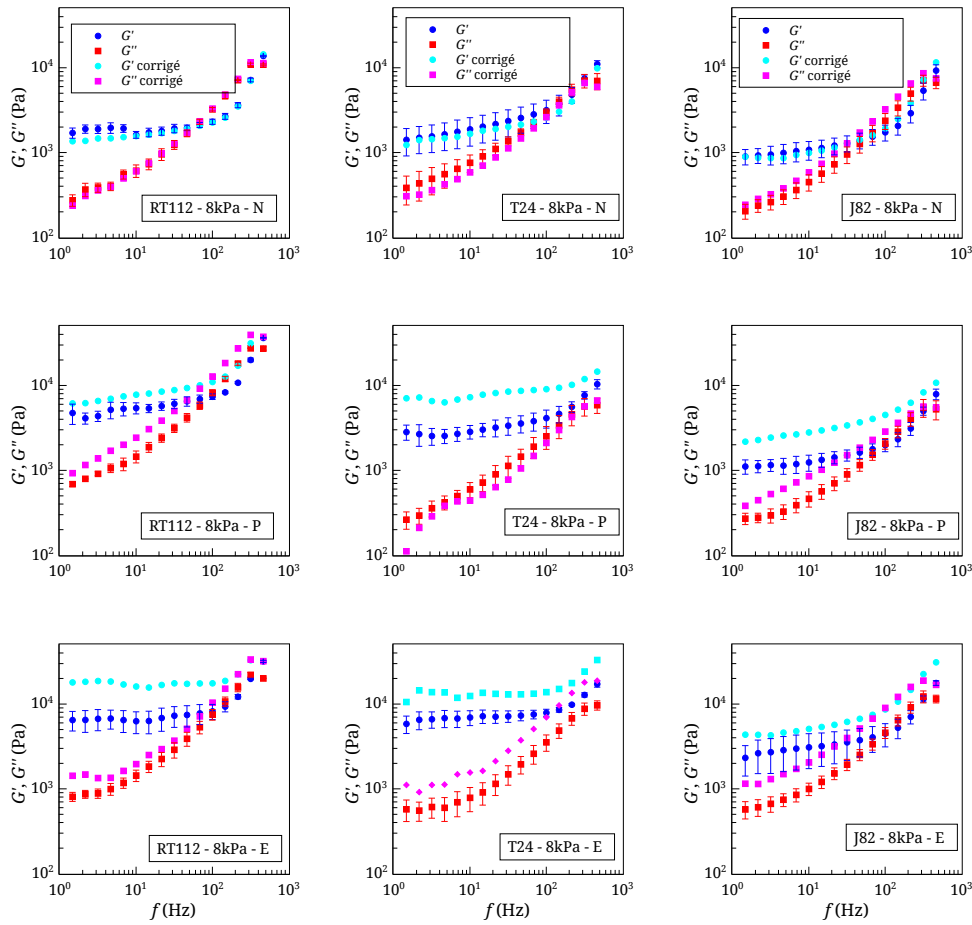 G' G' G'
G'' G'' G''
G' corrigé G' corrigé G' corrigé
G'' corrigé G'' corrigé G'' corrigé
G', G'' (Pa) G', G'' (Pa) G', G'' (Pa)
10⁴ 10⁴ 10⁴
10³ 10³ 10³
10² 10² 10²
RT112 - 8kPa - N T24 - 8kPa - N J82 - 8kPa - N
10⁰ 10¹ 10² 10³ 10⁰ 10¹ 10² 10³ 10⁰ 10¹ 10² 10³
G', G'' (Pa) G', G'' (Pa) G', G'' (Pa)
10⁴ 10⁴ 10⁴
10³ 10³ 10³
10² 10² 10²
RT112 - 8kPa - P T24 - 8kPa - P J82 - 8kPa - P
10⁰ 10¹ 10² 10³ 10⁰ 10¹ 10² 10³ 10⁰ 10¹ 10² 10³
G', G'' (Pa) G', G'' (Pa) G', G'' (Pa)
10⁴ 10⁴ 10⁴
10³ 10³ 10³
10² 10² 10²
RT112 - 8kPa - E T24 - 8kPa - E J82 - 8kPa - E
10⁰ 10¹ 10² 10³ 10⁰ 10¹ 10² 10³ 10⁰ 10¹ 10² 10³
f (Hz) f (Hz) f (Hz)